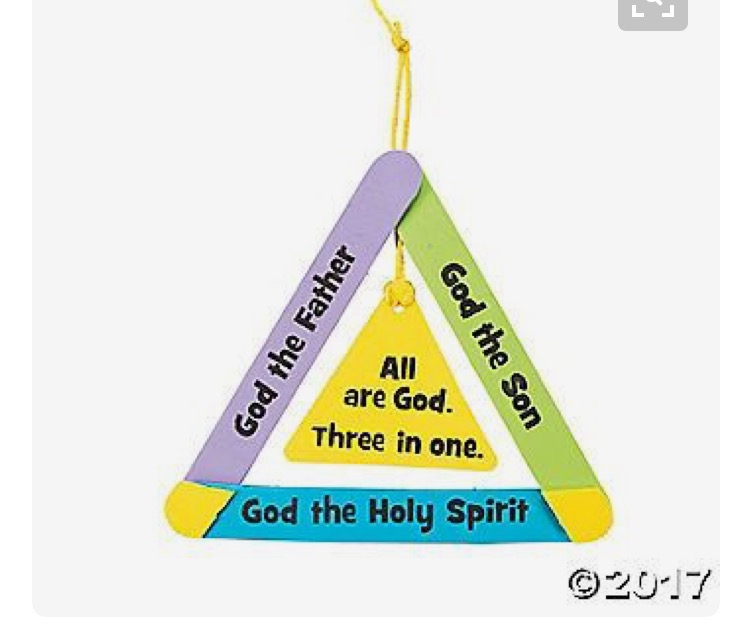 God the Father
God the Son
All
are God.
Three in one.
God the Holy Spirit
©2017